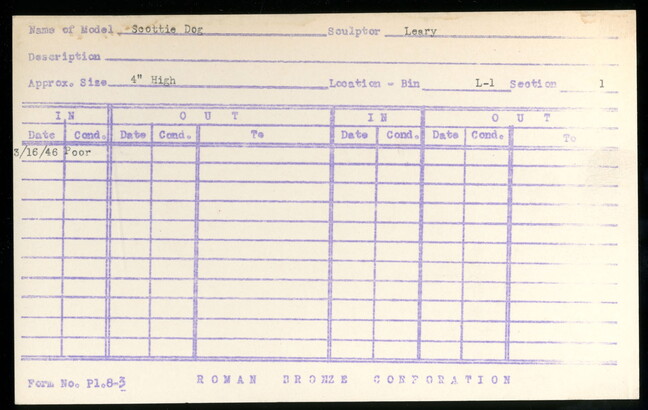 Name of Model Scottie Dog Sculptor Leary
Description
Approx. Size 4" High Location - Bin L-1 Section 1
IN OUT IN OUT
Date Cond. Date Cond. To Date Cond. Date Cond. To
3/16/46 Poor
Form No. Pl.8-3 ROMAN BRONZE CORPORATION